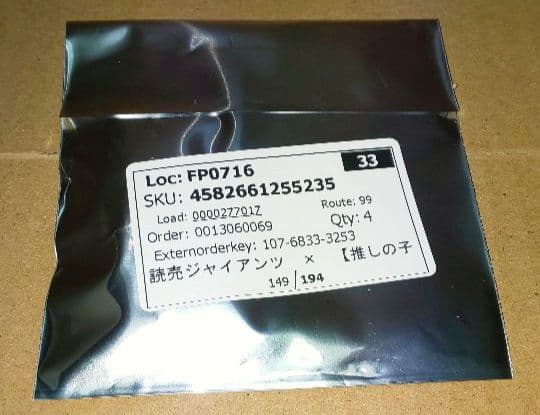 Loc: FP0716
33
SKU: 4582661255235
Load: 0000277017
Route: 99
Order: 0013060069
Qty: 4
Externorderkey: 107-6833-3253
読売ジャイアンツ × 【推しの子
149 | 194